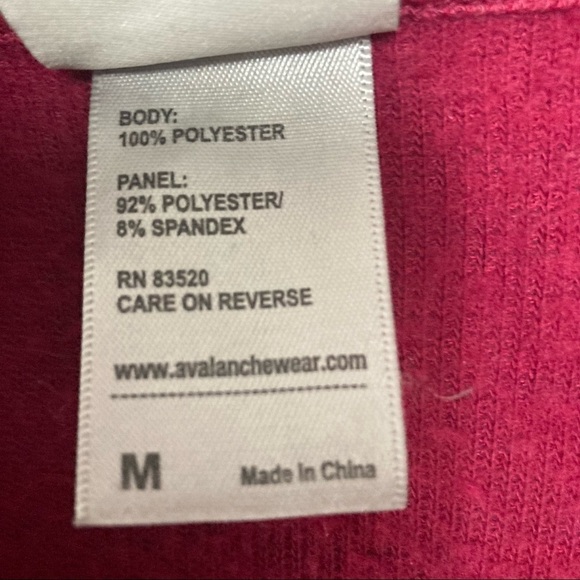 BODY:
100% POLYESTER
PANEL:
92% POLYESTER/
8% SPANDEX
RN 83520
CARE ON REVERSE
www.avalanchewear.com
M
Made In China